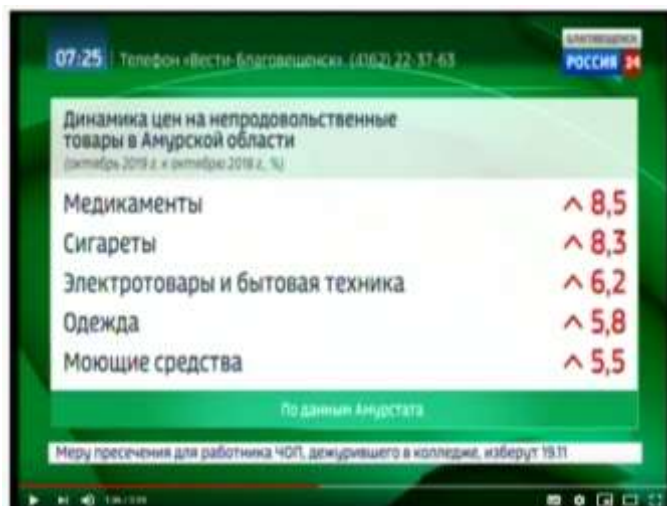 07:25 Телефон «Вести-Благовещенск». (4162) 22-37-63
БЛАГОВЕЩЕНСК
РОССИЯ 24
Динамика цен на непродовольственные
товары в Амурской области
(октябрь 2019 г. к октябрю 2018 г., %)
Медикаменты ^ 8,5
Сигареты ^ 8,3
Электротовары и бытовая техника ^ 6,2
Одежда ^ 5,8
Моющие средства ^ 5,5
По данным Амурстата
Меру пресечения для работника ЧОП, дежурившего в колледже, изберут 19.11